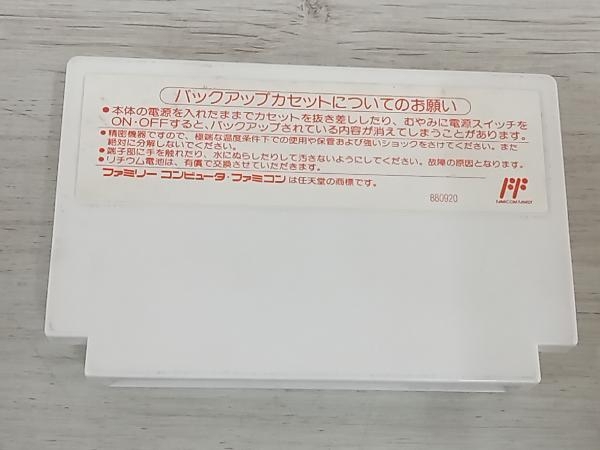 バックアップカセットについてのお願い
●本体の電源を入れたままでカセットを抜き差ししたり、むやみに電源スイッチを
ON・OFFすると、バックアップされている内容が消えてしまうことがあります。
●精密機器ですので、極端な温度条件下での使用や保管および強いショックをさけてください。また
絶対に分解しないでください。
●端子部に手を触れたり、水にぬらしたりして汚さないようにしてください。故障の原因となります。
●リチウム電池は、有償で交換させていただきます。
ファミリーコンピュータ・ファミコンは任天堂の商標です。
880920
FAMICOM FAMILY